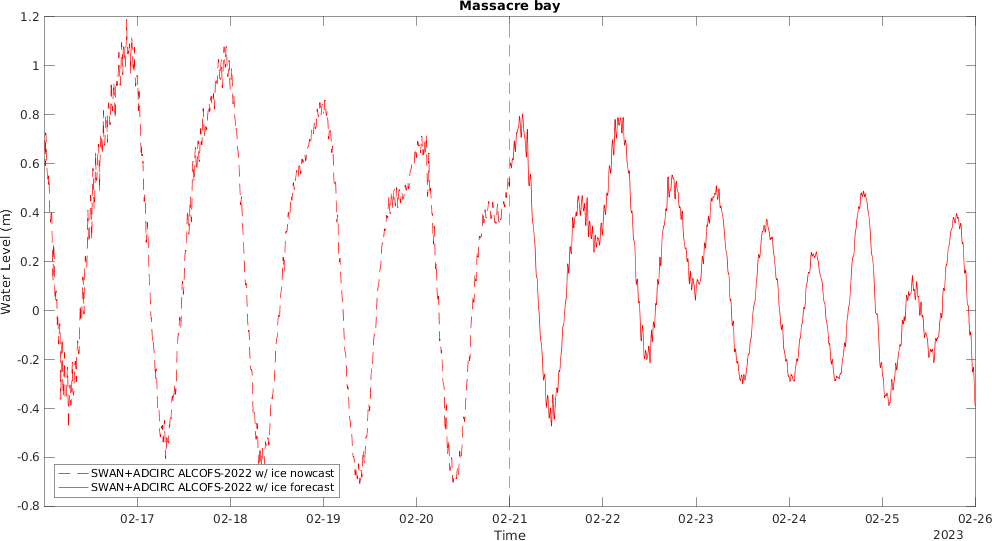 Massacre bay
1.2
1
0.8
0.6
0.4
0.2
0
-0.2
-0.4
-0.6
-0.8
Water Level (m)
SWAN+ADCIRC ALCOFS-2022 w/ ice nowcast
SWAN+ADCIRC ALCOFS-2022 w/ ice forecast
02-17 02-18 02-19 02-20 02-21 02-22 02-23 02-24 02-25 02-26
Time
2023